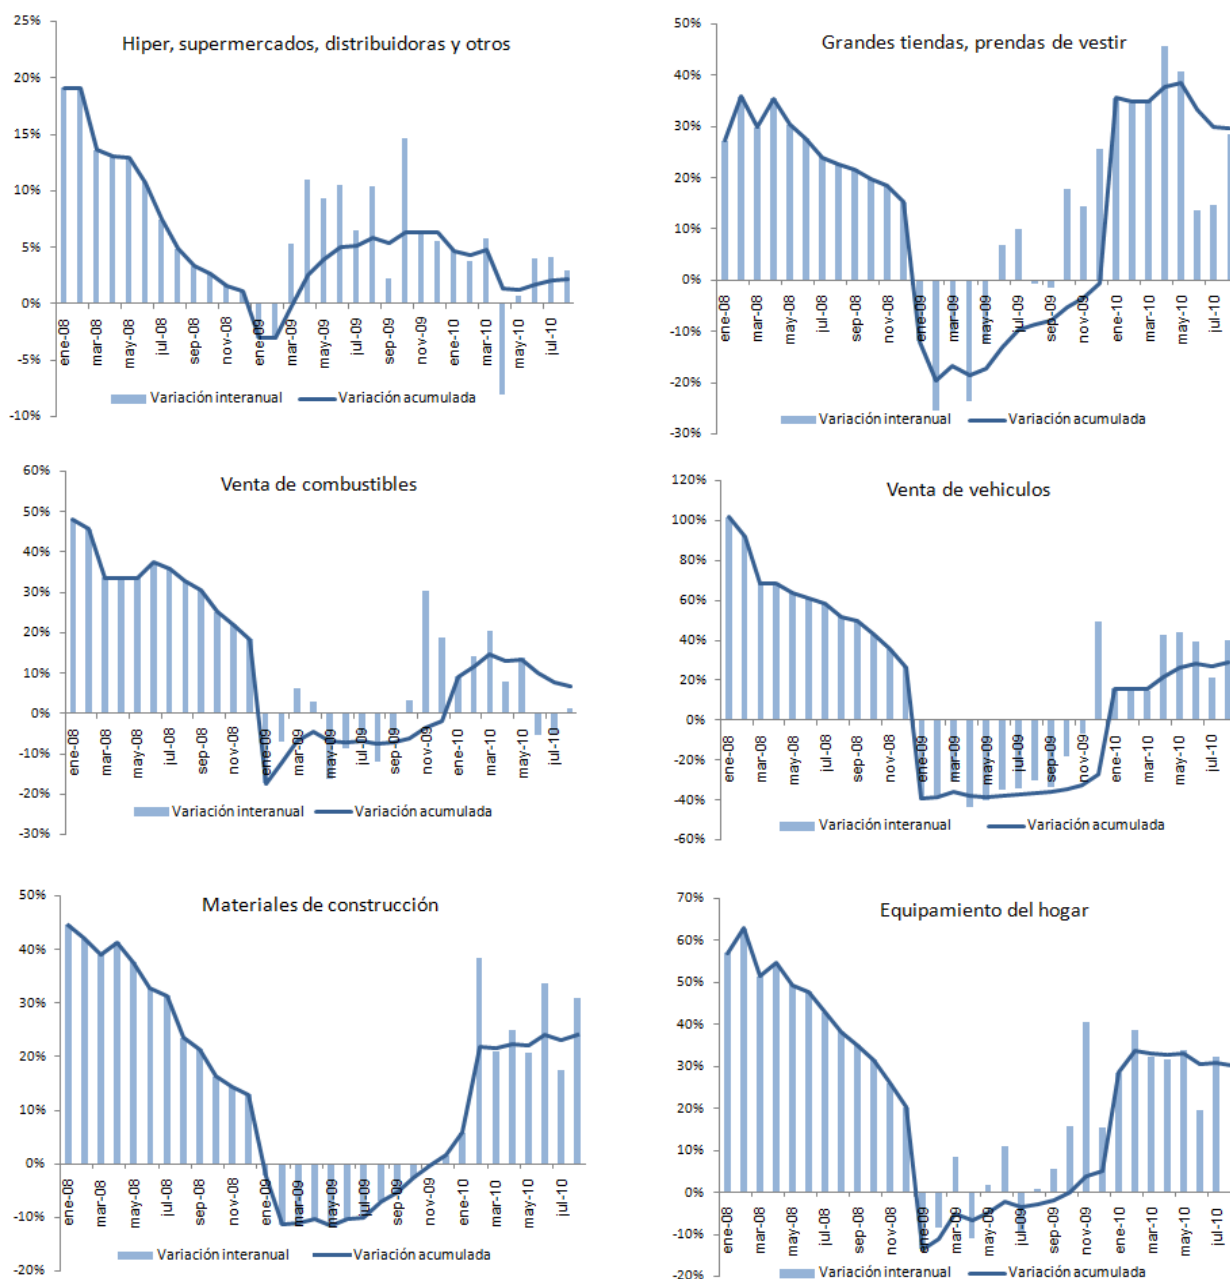 Hiper, supermercados, distribuidoras y otros
25%
20%
15%
10%
5%
0%
-5%
-10%
ene-08
mar-08
may-08
jul-08
sep-08
nov-08
ene-09
mar-09
may-09
jul-09
sep-09
nov-09
ene-10
mar-10
may-10
jul-10
Variación interanual
Variación acumulada
Grandes tiendas, prendas de vestir
50%
40%
30%
20%
10%
0%
-10%
-20%
-30%
ene-08
mar-08
may-08
jul-08
sep-08
nov-08
ene-09
mar-09
may-09
jul-09
sep-09
nov-09
ene-10
mar-10
may-10
jul-10
Variación interanual
Variación acumulada
Venta de combustibles
60%
50%
40%
30%
20%
10%
0%
-10%
-20%
-30%
ene-08
mar-08
may-08
jul-08
sep-08
nov-08
ene-09
mar-09
may-09
jul-09
sep-09
nov-09
ene-10
mar-10
may-10
jul-10
Variación interanual
Variación acumulada
Venta de vehiculos
120%
100%
80%
60%
40%
20%
0%
-20%
-40%
-60%
ene-08
mar-08
may-08
jul-08
sep-08
nov-08
ene-09
mar-09
may-09
jul-09
sep-09
nov-09
ene-10
mar-10
may-10
jul-10
Variación interanual
Variación acumulada
Materiales de construcción
50%
40%
30%
20%
10%
0%
-10%
-20%
ene-08
mar-08
may-08
jul-08
sep-08
nov-08
ene-09
mar-09
may-09
jul-09
sep-09
nov-09
ene-10
mar-10
may-10
jul-10
Variación interanual
Variación acumulada
Equipamiento del hogar
70%
60%
50%
40%
30%
20%
10%
0%
-10%
-20%
ene-08
mar-08
may-08
jul-08
sep-08
nov-08
ene-09
mar-09
may-09
jul-09
sep-09
nov-09
ene-10
mar-10
may-10
jul-10
Variación interanual
Variación acumulada